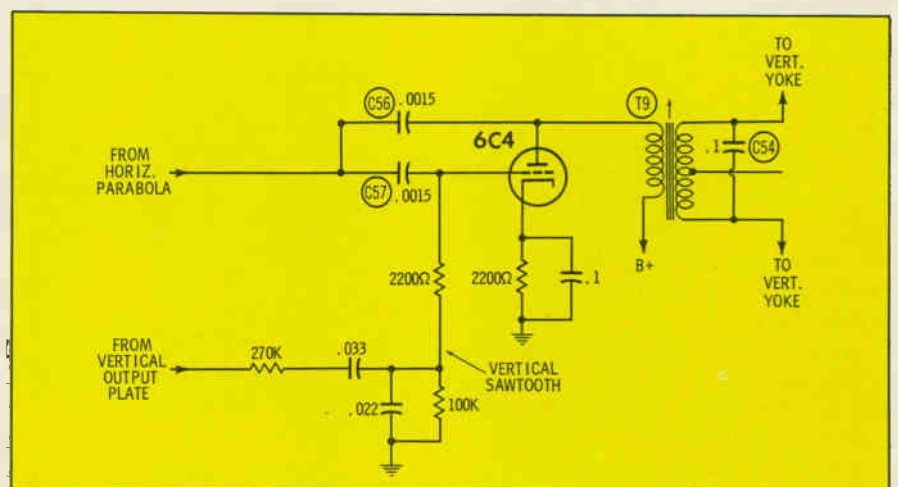 TO
VERT.
YOKE
C56 .0015
T9
6C4
.1 C54
FROM
HORIZ.
PARABOLA
C57 .0015
2200Ω
2200Ω
.1
B+
TO
VERT.
YOKE
FROM
VERTICAL
OUTPUT
PLATE
270K
.033
VERTICAL
SAWTOOTH
.022
100K